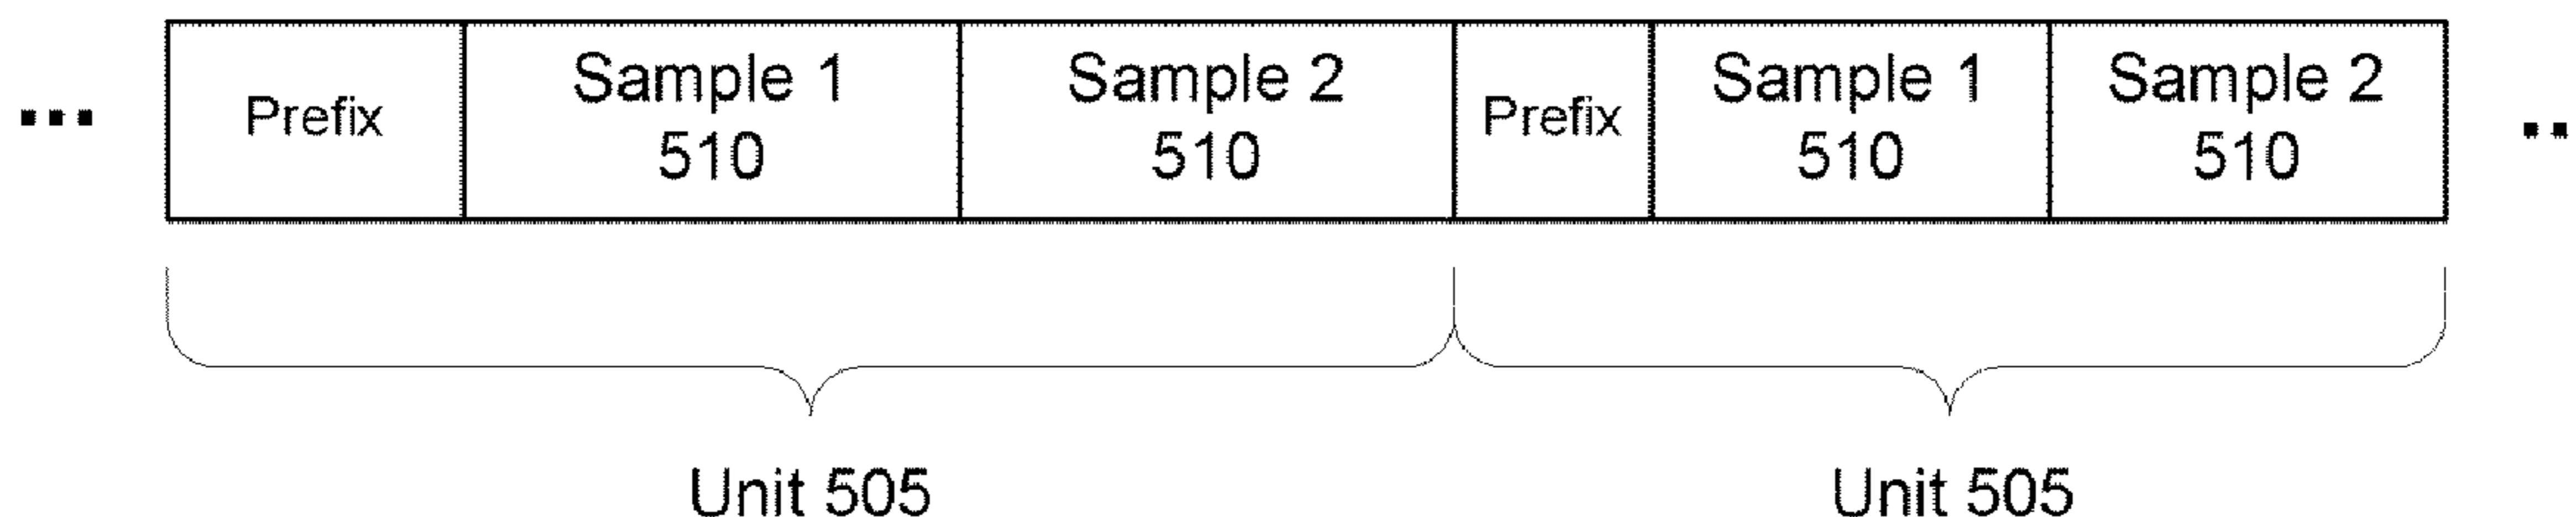 ... Prefix Sample 1 Sample 2 Prefix Sample 1 Sample 2 ..
510 510 510 510
Unit 505 Unit 505